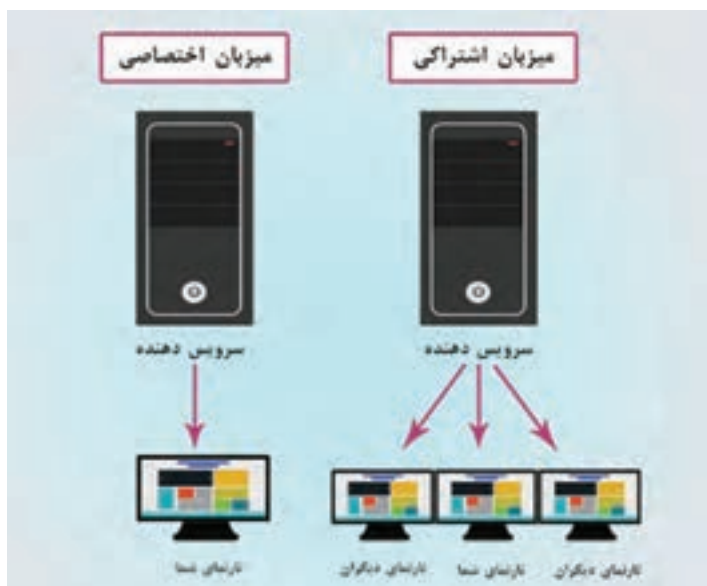 میزبان اشتراکی
میزبان اختصاصی
سرویس دهنده
سرویس دهنده
تارنمای دیگران
تارنمای شما
تارنمای دیگران
تارنمای شما